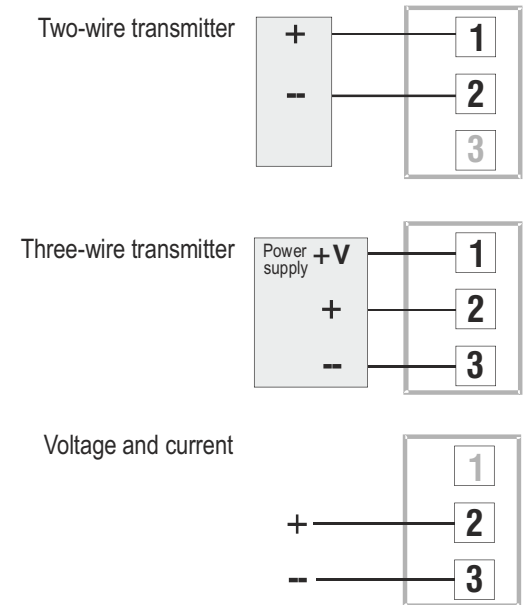 Two-wire transmitter
+
1
--
2
3
Three-wire transmitter
Power
supply
+V
1
+
2
--
3
Voltage and current
1
+
2
--
3